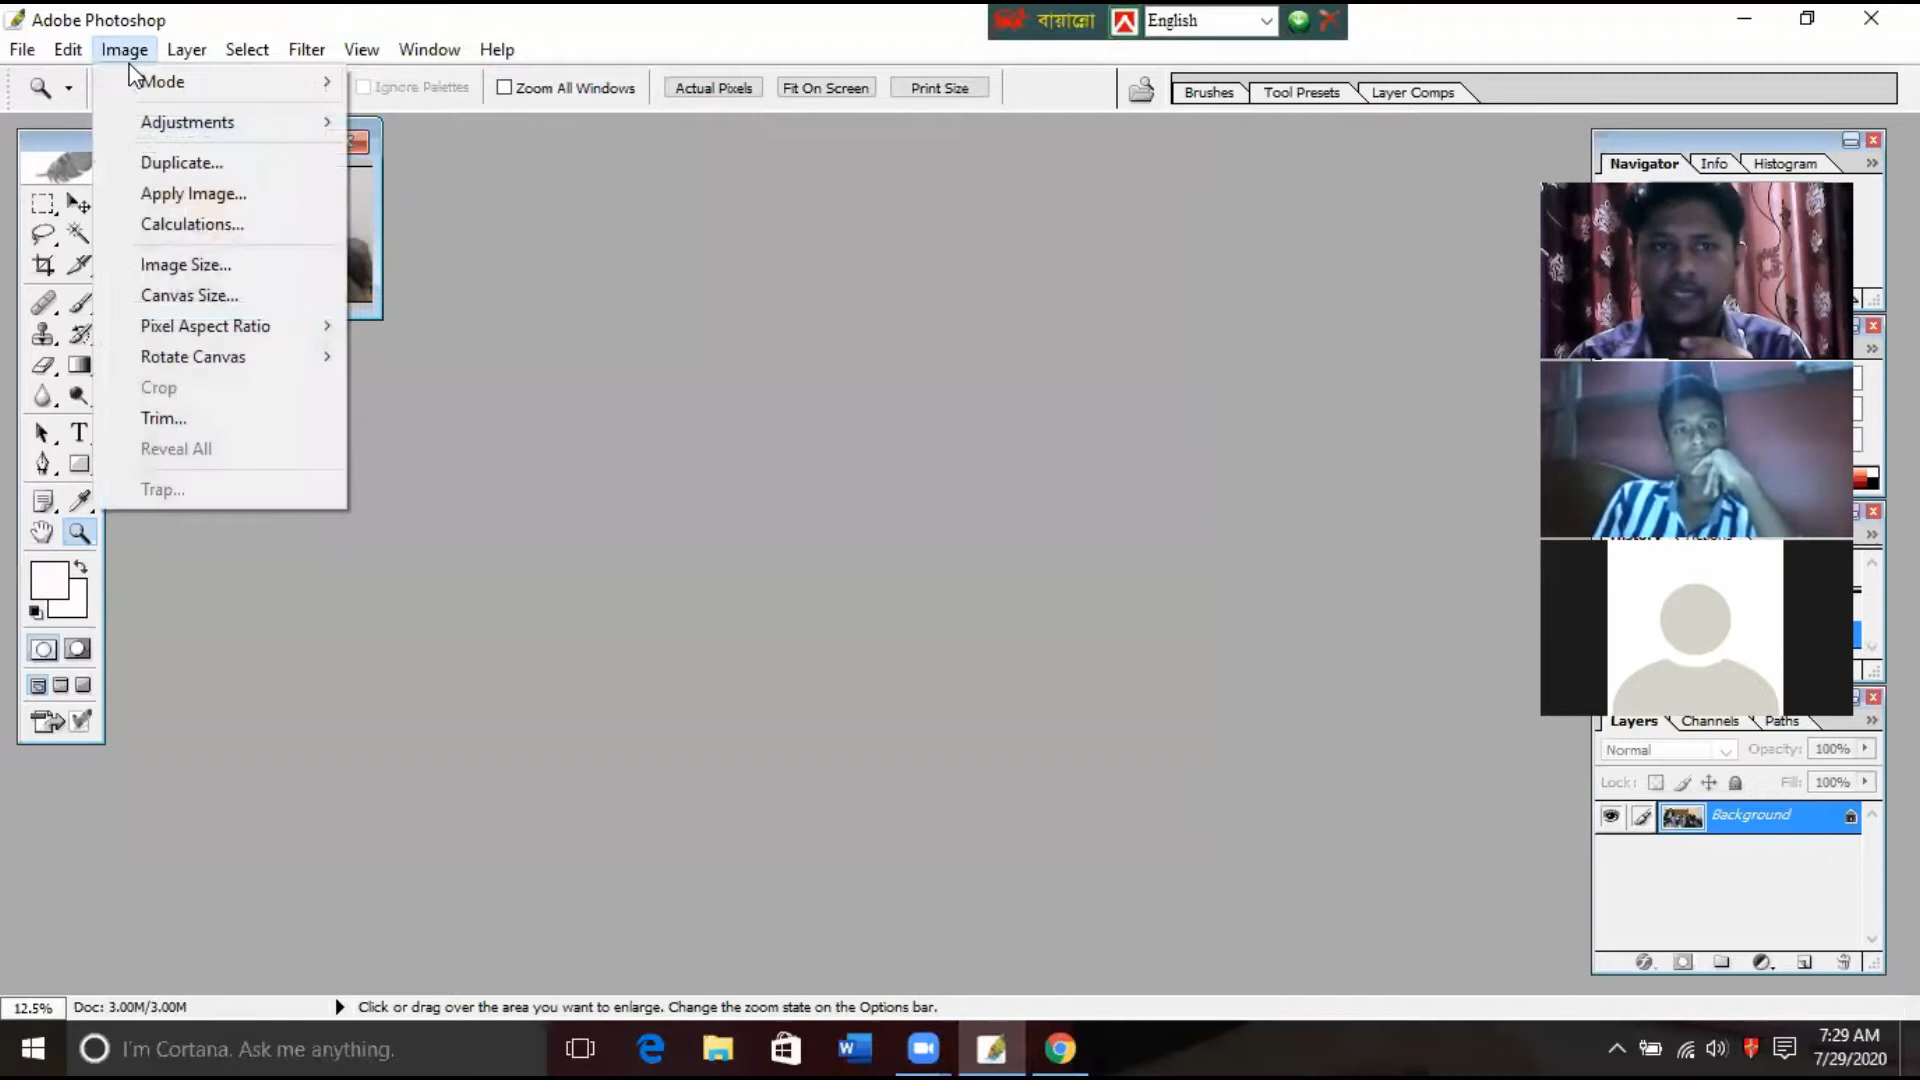 Adobe Photoshop
বায়ান্নো
English
File Edit Image Layer Select Filter View Window Help
Mode
Ignore Palettes
Zoom All Windows
Actual Pixels
Fit On Screen
Print Size
Brushes
Tool Presets
Layer Comps
Adjustments
Duplicate...
Apply Image...
Calculations...
Image Size...
Canvas Size...
Pixel Aspect Ratio
Rotate Canvas
Crop
Trim...
Reveal All
Trap...
Navigator Info Histogram
Layers Channels Paths
Normal Opacity: 100%
Lock: Fill: 100%
Background
12.5% Doc: 3.00M/3.00M Click or drag over the area you want to enlarge. Change the zoom state on the Options bar.
I'm Cortana. Ask me anything.
7:29 AM
7/29/2020